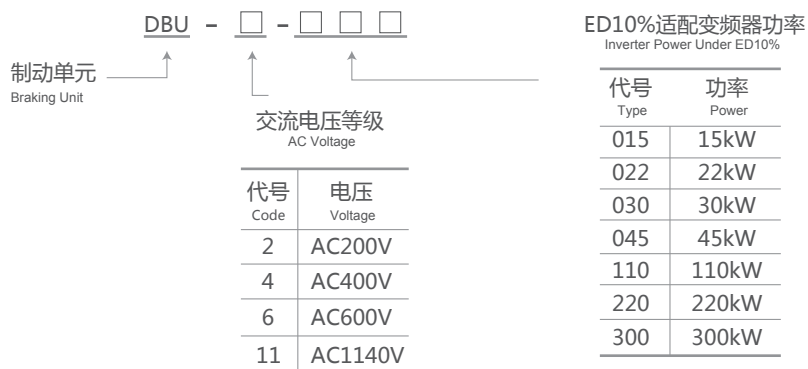 DBU - □ - □ □ □
ED10%适配变频器功率
Inverter Power Under ED10%
制动单元
Braking Unit
交流电压等级
AC Voltage
代号 电压
Code Voltage
2 AC200V
4 AC400V
6 AC600V
11 AC1140V
代号 功率
Type Power
015 15kW
022 22kW
030 30kW
045 45kW
110 110kW
220 220kW
300 300kW